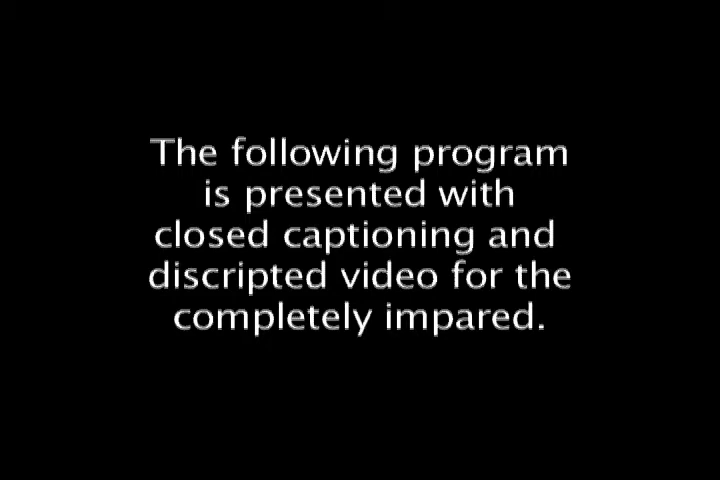 The following program
is presented with
closed captioning and
discripted video for the
completely impared.